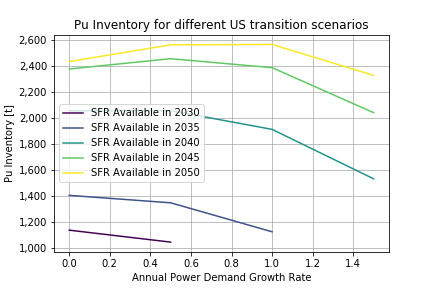 Pu Inventory for different US transition scenarios
Pu Inventory [t]
2,600
2,400
2,200
2,000
1,800
1,600
1,400
1,200
1,000
SFR Available in 2030
SFR Available in 2035
SFR Available in 2040
SFR Available in 2045
SFR Available in 2050
0.0 0.2 0.4 0.6 0.8 1.0 1.2 1.4
Annual Power Demand Growth Rate